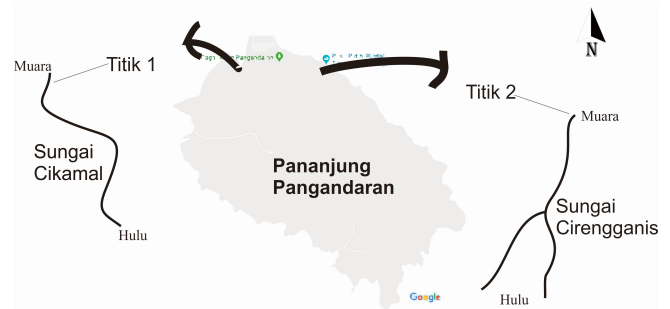 N
Muara
Titik 1
Titik 2
Muara
Sungai
Cikamal
Pananjung
Pangandaran
Sungai
Cirengganis
Hulu
Hulu
Google